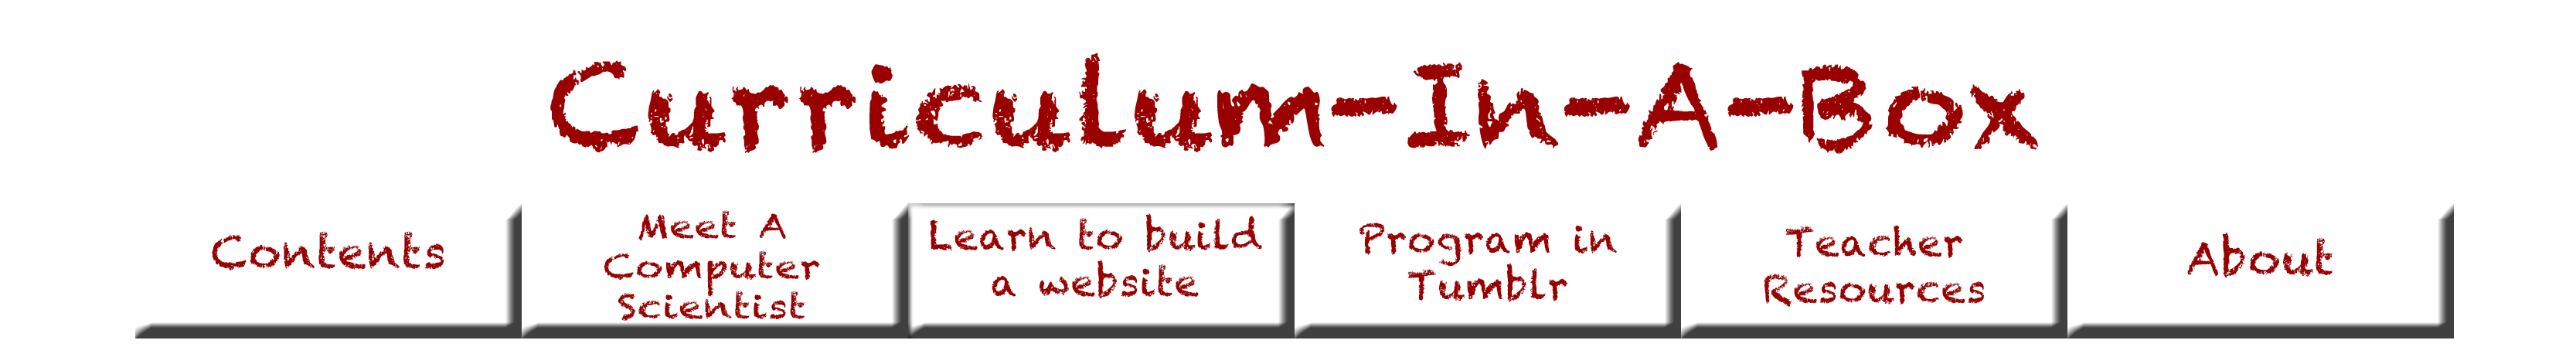 Curriculum-In-A-Box
Contents
Meet A
Computer
Scientist
Learn to build
a website
Program in
Tumblr
Teacher
Resources
About